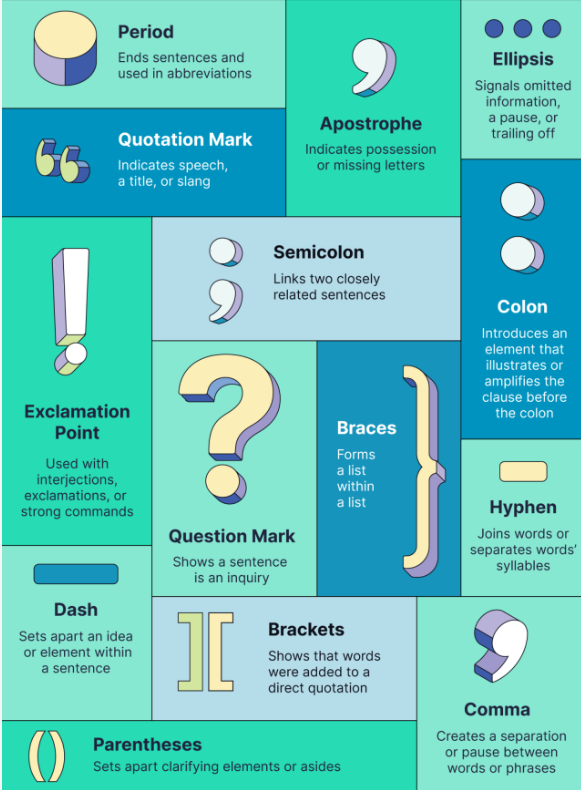 Period
Ends sentences and
used in abbreviations
Quotation Mark
Indicates speech,
a title, or slang
Apostrophe
Indicates possession
or missing letters
Ellipsis
Signals omitted
information,
a pause, or
trailing off
Exclamation
Point
Used with
interjections,
exclamations, or
strong commands
Semicolon
Links two closely
related sentences
Colon
Introduces an
element that
illustrates or
amplifies the
clause before
the colon
Question Mark
Shows a sentence
is an inquiry
Braces
Forms
a list
within
a list
Hyphen
Joins words or
separates words’
syllables
Dash
Sets apart an idea
or element within
a sentence
Brackets
Shows that words
were added to a
direct quotation
Comma
Creates a separation
or pause between
words or phrases
Parentheses
Sets apart clarifying elements or asides